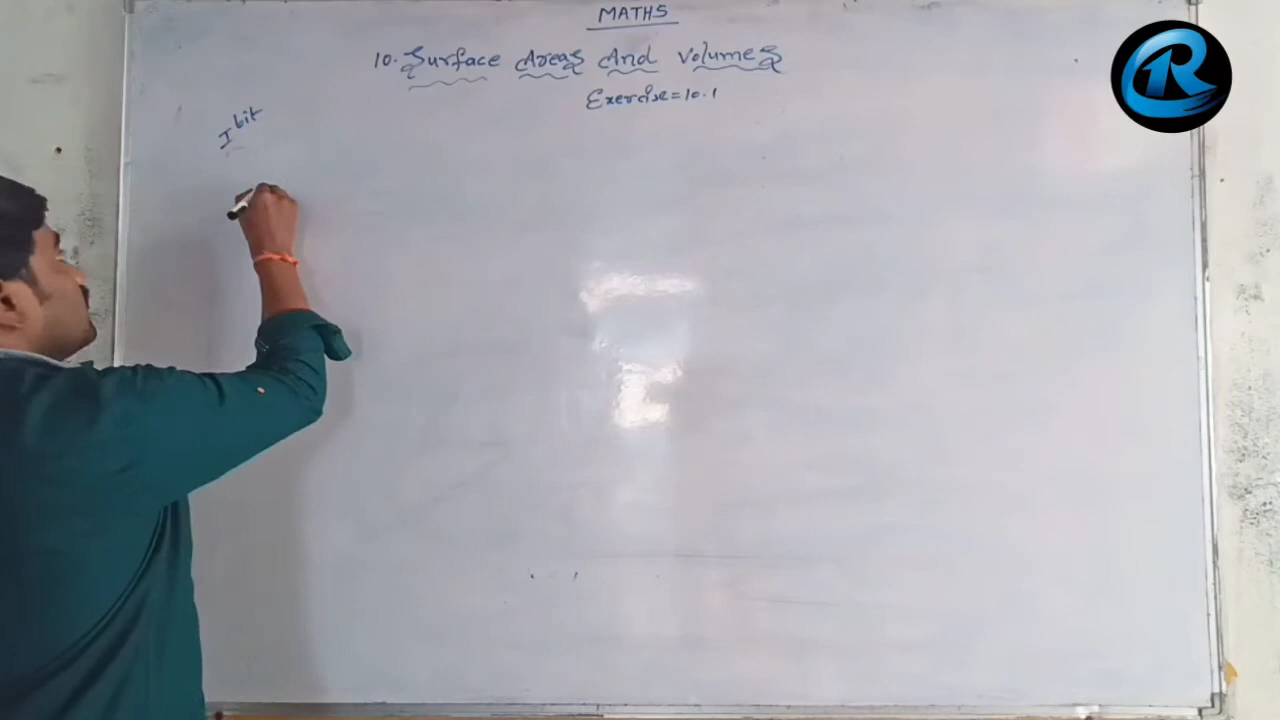 MATHS
10. Surface Areas And Volumes
Exercise = 10.1
I bit
R